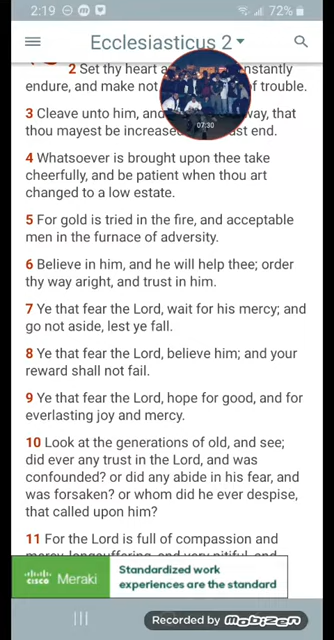 2:19
72%
Ecclesiasticus 2
2 Set thy heart nstantly
endure, and make not f trouble.
3 Cleave unto him, and way, that
thou mayest be increased st end.
4 Whatsoever is brought upon thee take
cheerfully, and be patient when thou art
changed to a low estate.
5 For gold is tried in the fire, and acceptable
men in the furnace of adversity.
6 Believe in him, and he will help thee; order
thy way aright, and trust in him.
7 Ye that fear the Lord, wait for his mercy; and
go not aside, lest ye fall.
8 Ye that fear the Lord, believe him; and your
reward shall not fail.
9 Ye that fear the Lord, hope for good, and for
everlasting joy and mercy.
10 Look at the generations of old, and see;
did ever any trust in the Lord, and was
confounded? or did any abide in his fear, and
was forsaken? or whom did he ever despise,
that called upon him?
11 For the Lord is full of compassion and
mercy, longsuffering, and very pitiful, and
07:30
CISCO Meraki
Standardized work
experiences are the standard
Recorded by mobizen